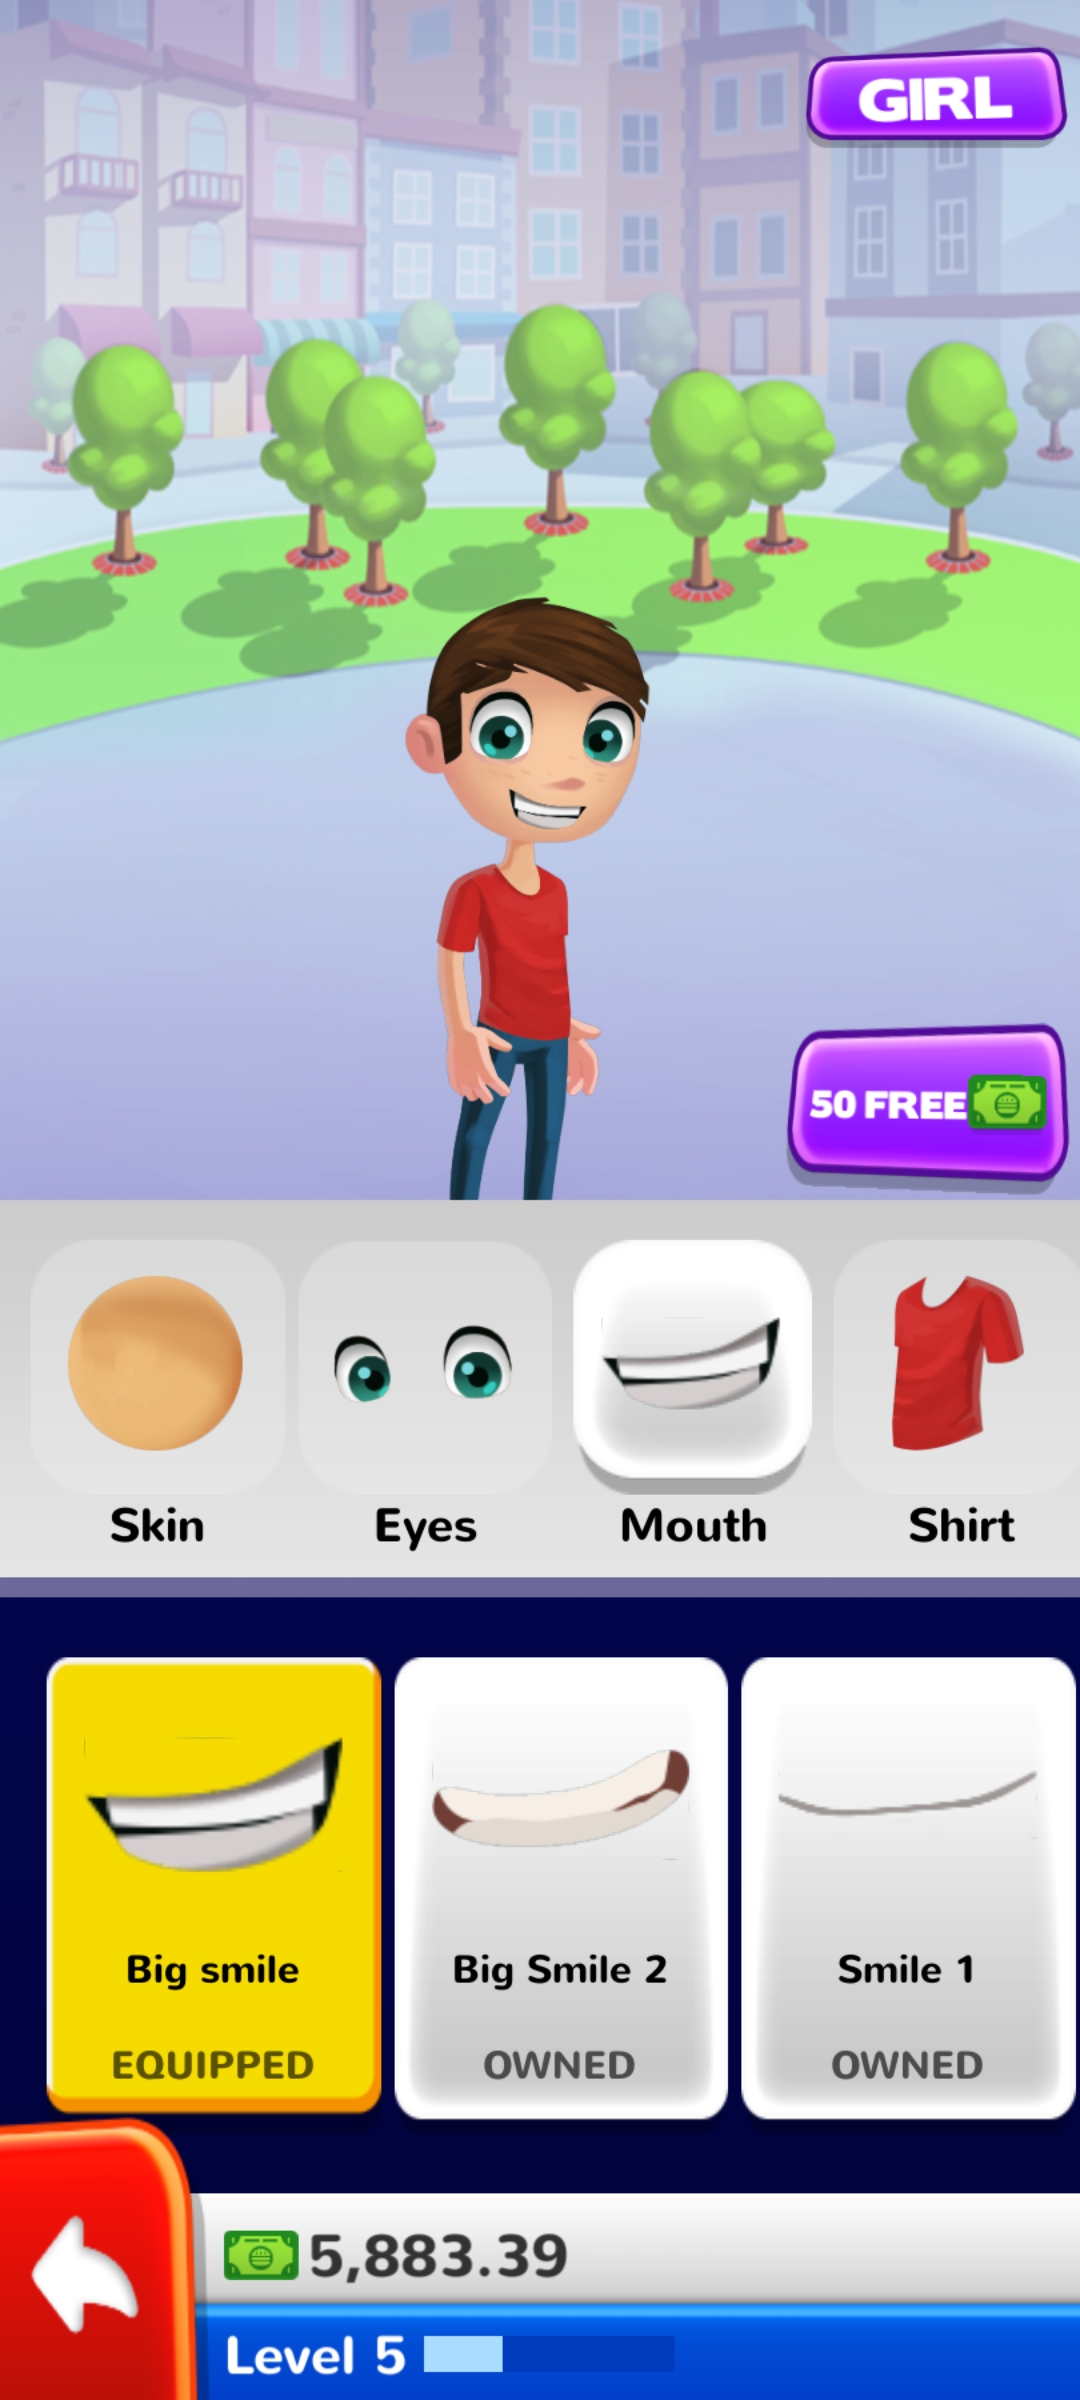 GIRL
50 FREE
Skin
Eyes
Mouth
Shirt
Big smile
Big Smile 2
Smile 1
EQUIPPED
OWNED
OWNED
5,883.39
Level 5